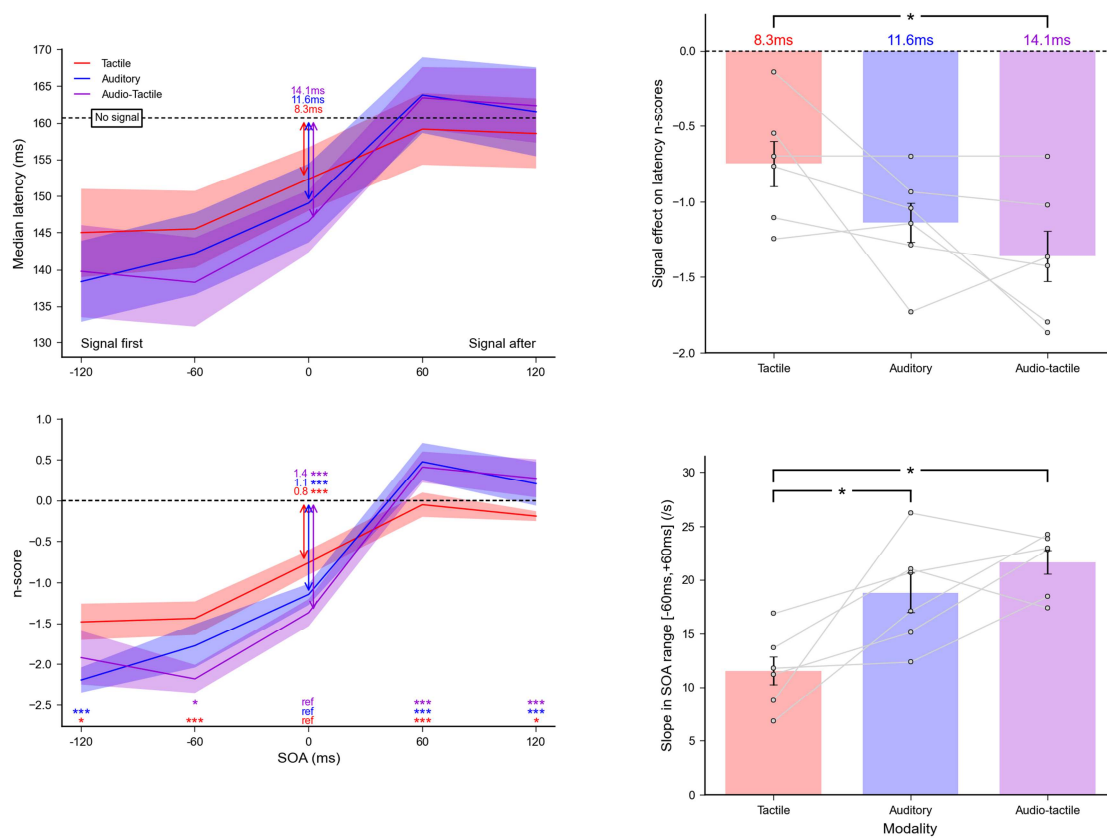 170
165
160
155
150
145
140
135
130
Median latency (ms)
Tactile
Auditory
Audio-Tactile
No signal
14.1ms
11.6ms
8.3ms
Signal first
Signal after
-120
-60
0
60
120
*
8.3ms
11.6ms
14.1ms
0.0
−0.5
−1.0
−1.5
−2.0
Signal effect on latency n-scores
Tactile
Auditory
Audio-tactile
1.0
0.5
0.0
−0.5
−1.0
−1.5
−2.0
−2.5
n-score
1.4 ***
1.1 ***
0.8 ***
* ref *** ***
*** ref *** ***
* *** ref *** *
-120
-60
0
60
120
SOA (ms)
*
*
30
25
20
15
10
5
0
Slope in SOA range [-60ms,+60ms] (/s)
Tactile
Auditory
Audio-tactile
Modality